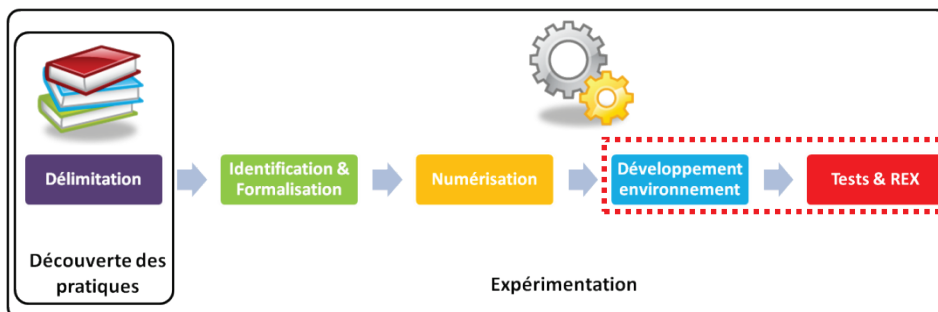 Délimitation
Identification &
Formalisation
Numérisation
Développement
environnement
Tests & REX
Découverte des
pratiques
Expérimentation